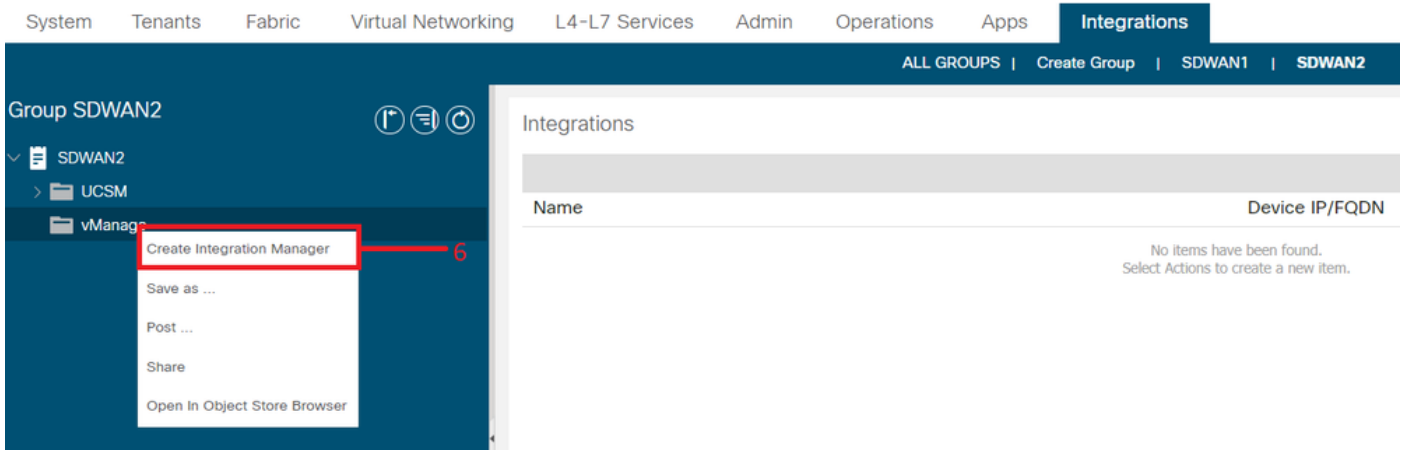 System Tenants Fabric Virtual Networking L4-L7 Services Admin Operations Apps Integrations
ALL GROUPS | Create Group | SDWAN1 | SDWAN2
Group SDWAN2
SDWAN2
UCSM
vManage
Create Integration Manager 6
Save as ...
Post ...
Share
Open In Object Store Browser
Integrations
Name Device IP/FQDN
No items have been found.
Select Actions to create a new item.